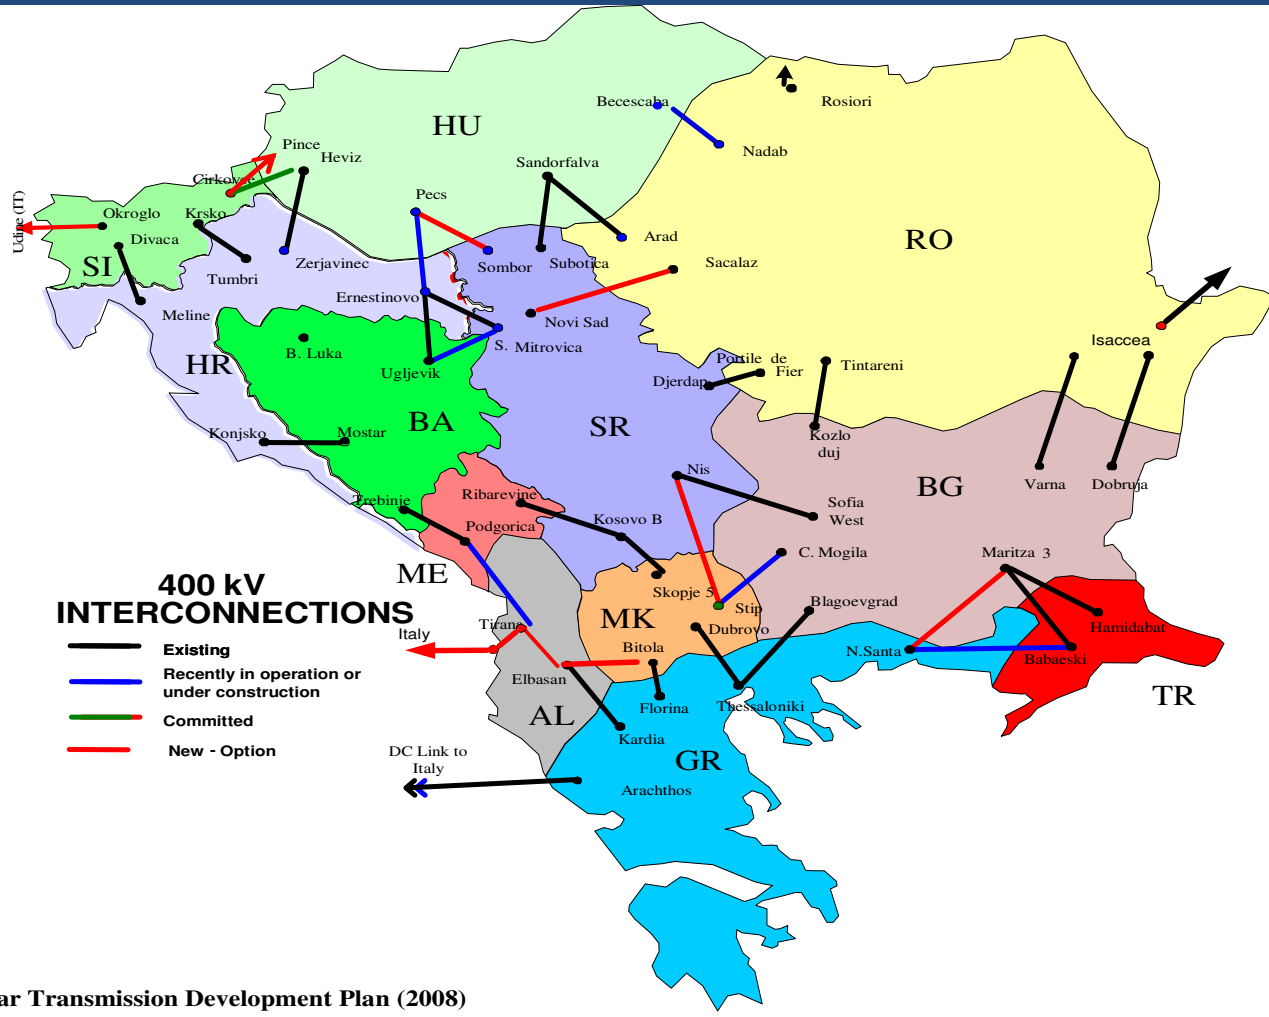 HU
RO
Becescaba
Rosiori
Nadab
Pince
Heviz
Cirkovce
Sandorfalva
Pecs
Udine (IT)
Okroglo
Krsko
Divaca
SI
Tumbri
Zerjavinec
Sombor
Subotica
Arad
Sacalaz
Meline
Ernestinovo
Novi Sad
S. Mitrovica
Isaccea
HR
B. Luka
Ugljevik
Portile de
Fier
Djerdap
Tintareni
BA
SR
Konjsko
Mostar
Kozlo
duj
Nis
BG
Varna
Dobruja
Trebinje
Ribarevine
Podgorica
Kosovo B
Sofia
West
C. Mogila
Maritza 3
ME
Skopje 5
Stip
Blagoevgrad
MK
Dubrovo
Hamidabat
400 kV
INTERCONNECTIONS
Existing
Recently in operation or
under construction
Committed
New - Option
Italy
Tirana
Bitola
N.Santa
Babaeski
Elbasan
AL
Florina
Thessaloniki
TR
Kardia
GR
DC Link to
Italy
Arachthos
ar Transmission Development Plan (2008)